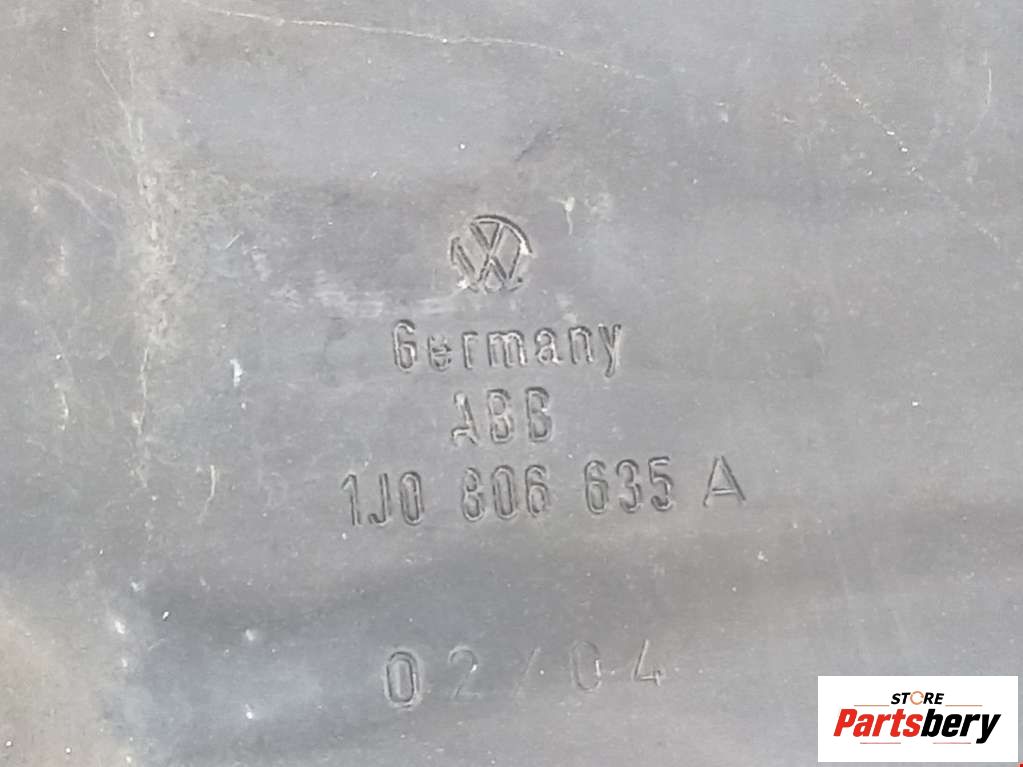 VW
Germany
ABB
1J0 806 635 A
02/04
STORE
Partsbery